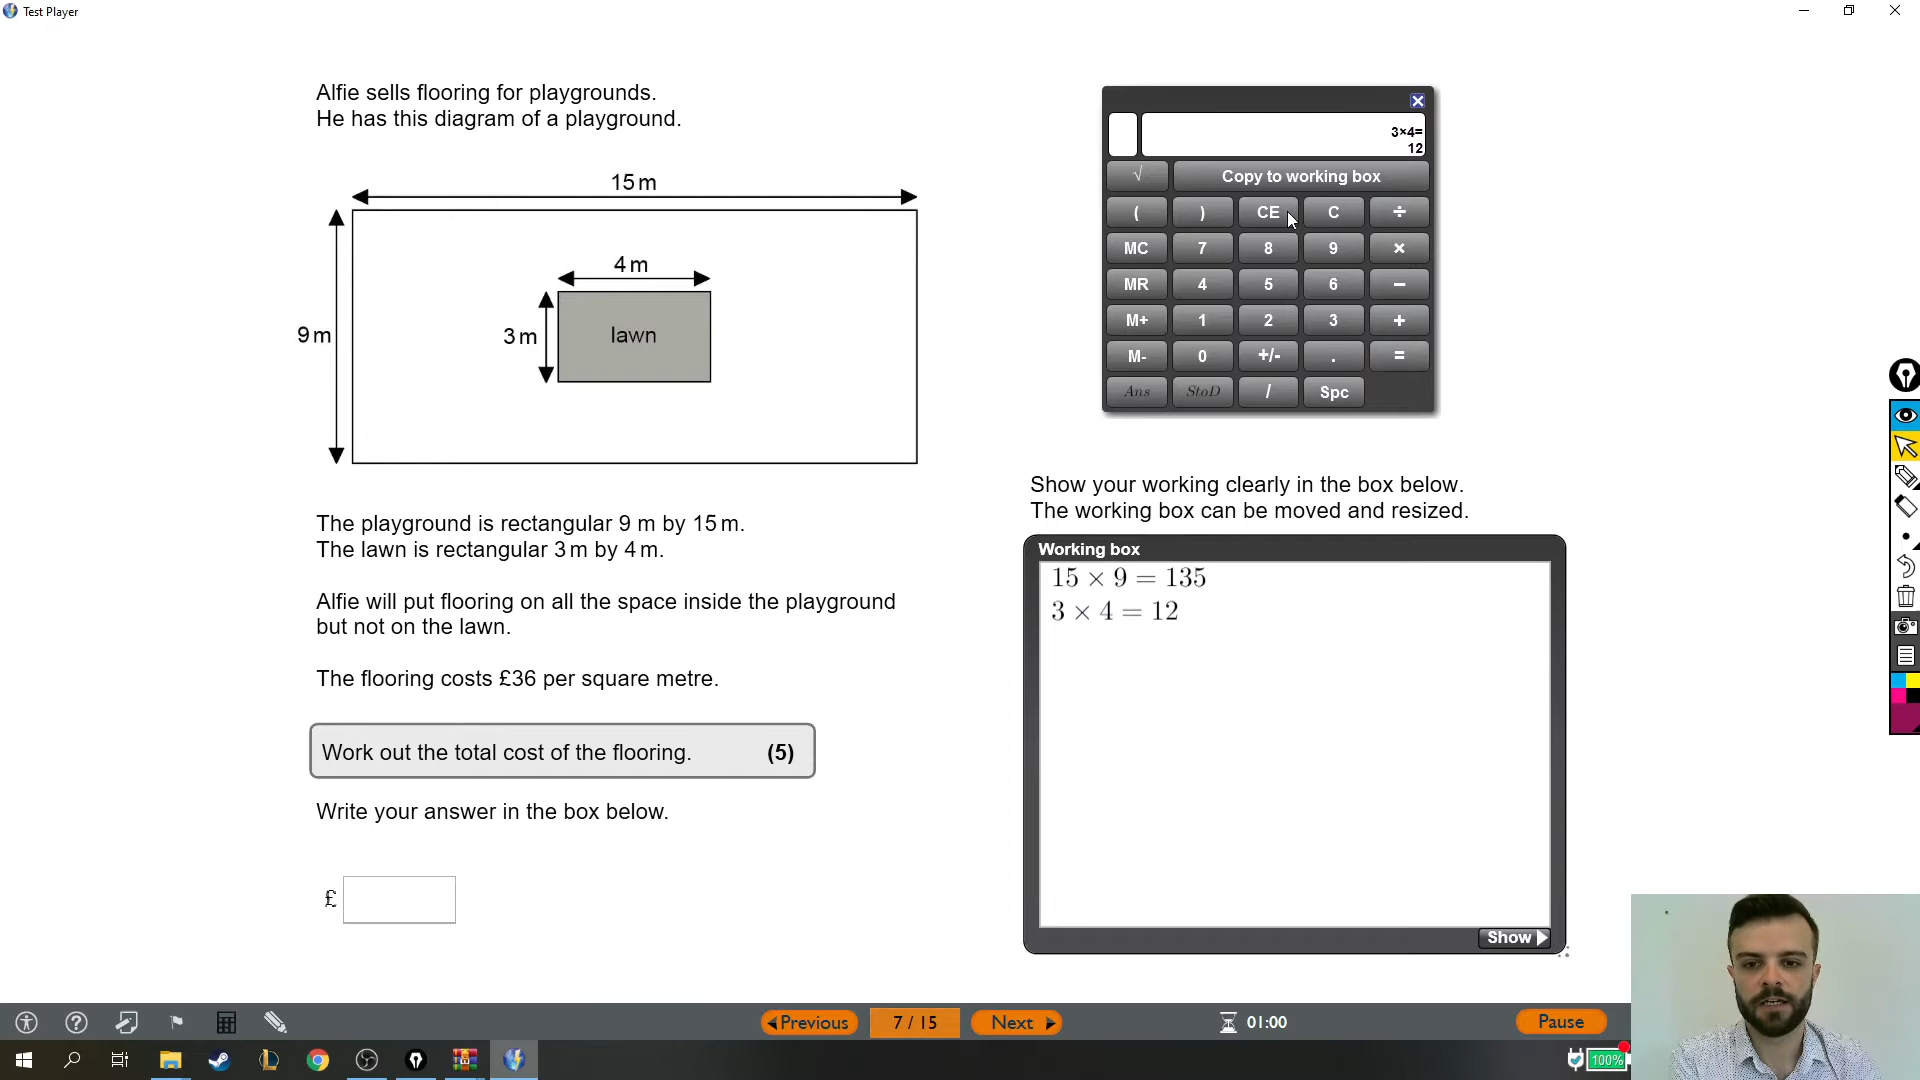 Test Player
Alfie sells flooring for playgrounds.
He has this diagram of a playground.
15 m
4 m
9 m
3 m
lawn
The playground is rectangular 9 m by 15 m.
The lawn is rectangular 3 m by 4 m.
Alfie will put flooring on all the space inside the playground
but not on the lawn.
The flooring costs £36 per square metre.
Work out the total cost of the flooring. (5)
Write your answer in the box below.
£
3×4=
12
√ Copy to working box
( ) CE C ÷
MC 7 8 9 ×
MR 4 5 6 −
M+ 1 2 3 +
M- 0 +/- . =
Ans StoD / Spc
Show your working clearly in the box below.
The working box can be moved and resized.
Working box
15 × 9 = 135
3 × 4 = 12
Show
Previous 7 / 15 Next 01:00 Pause
100%